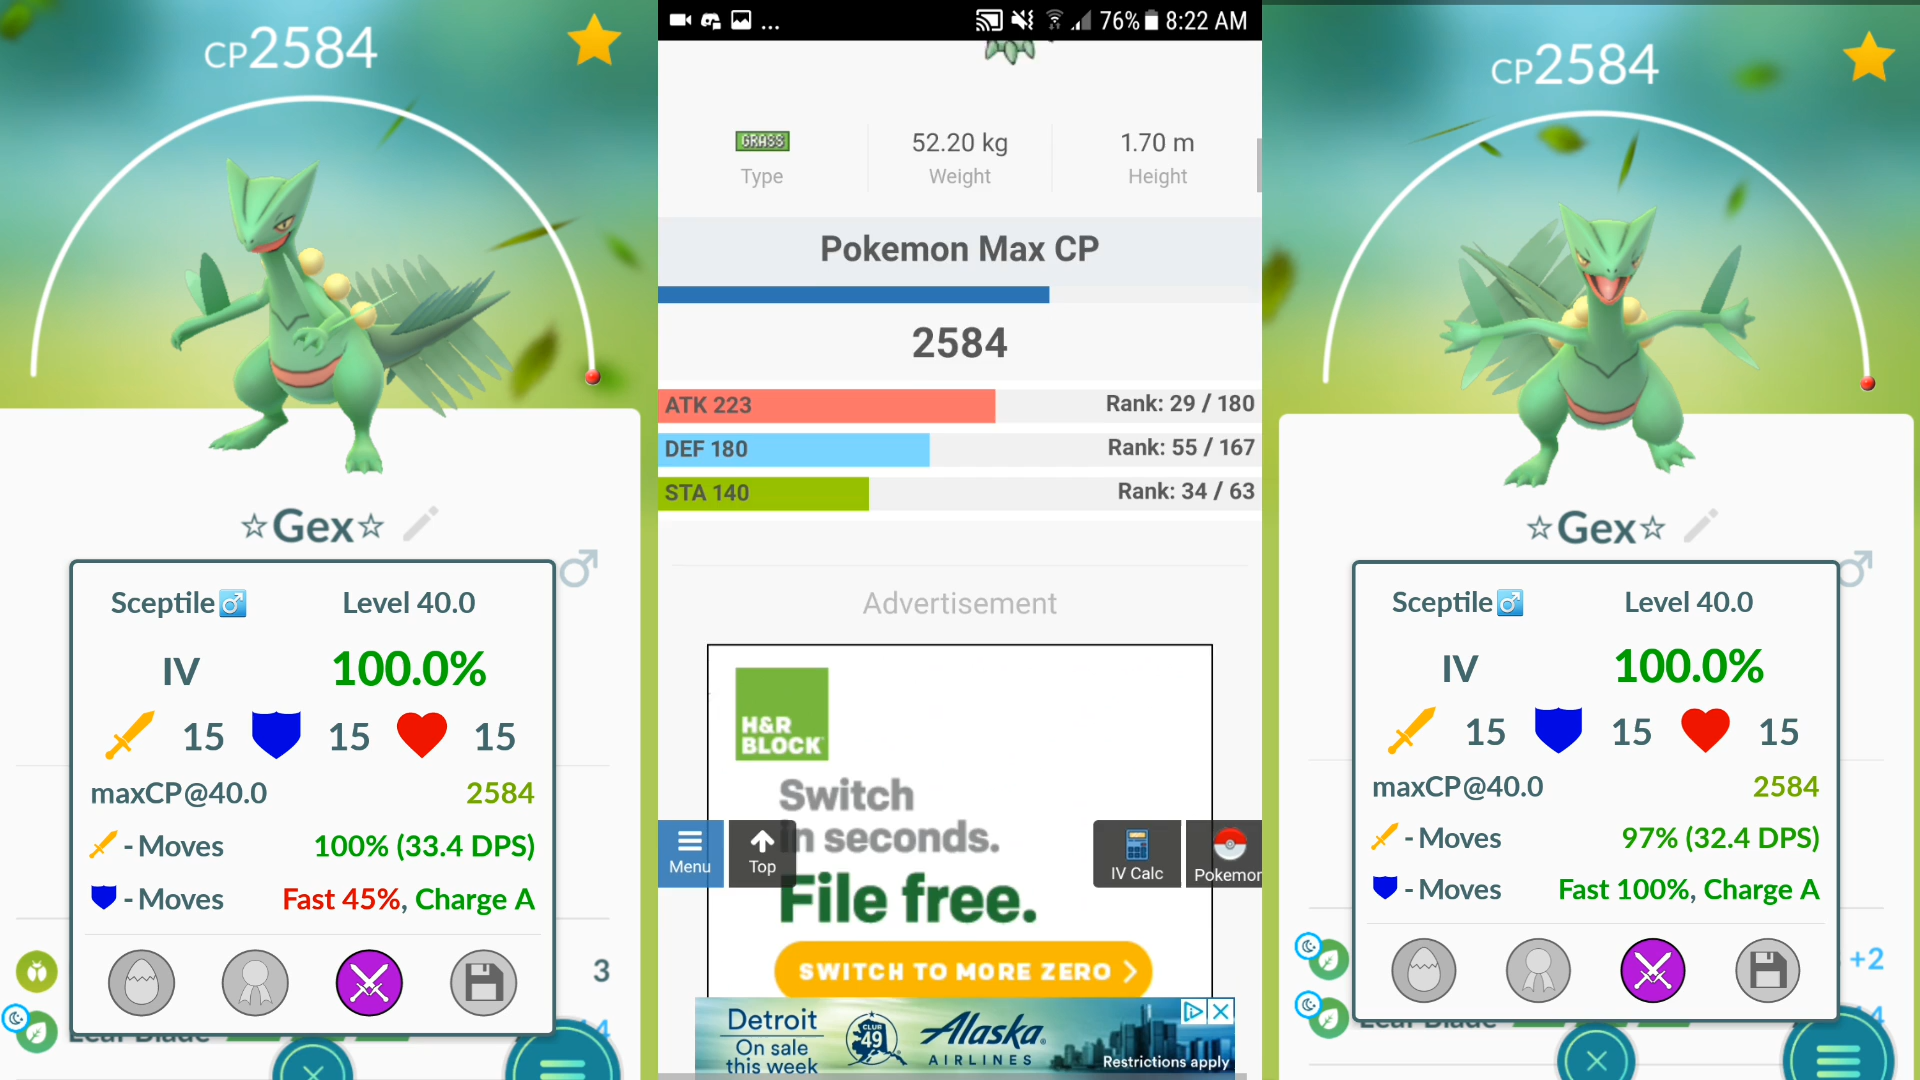 CP2584
☆Gex☆
Sceptile♂ Level 40.0
IV 100.0%
15 15 15
maxCP@40.0 2584
- Moves 100% (33.4 DPS)
- Moves Fast 45%, Charge A
3
Leaf Blade
... 76% 8:22 AM
GRASS 52.20 kg 1.70 m
Type Weight Height
Pokemon Max CP
2584
ATK 223 Rank: 29 / 180
DEF 180 Rank: 55 / 167
STA 140 Rank: 34 / 63
Advertisement
H&R
BLOCK
Switch
in seconds.
File free.
Menu Top IV Calc Pokemon
SWITCH TO MORE ZERO
Detroit
On sale
this week
CLUB
49
Alaska
AIRLINES
Restrictions apply
CP2584
☆Gex☆
Sceptile♂ Level 40.0
IV 100.0%
15 15 15
maxCP@40.0 2584
- Moves 97% (32.4 DPS)
- Moves Fast 100%, Charge A
+2
Leaf Blade